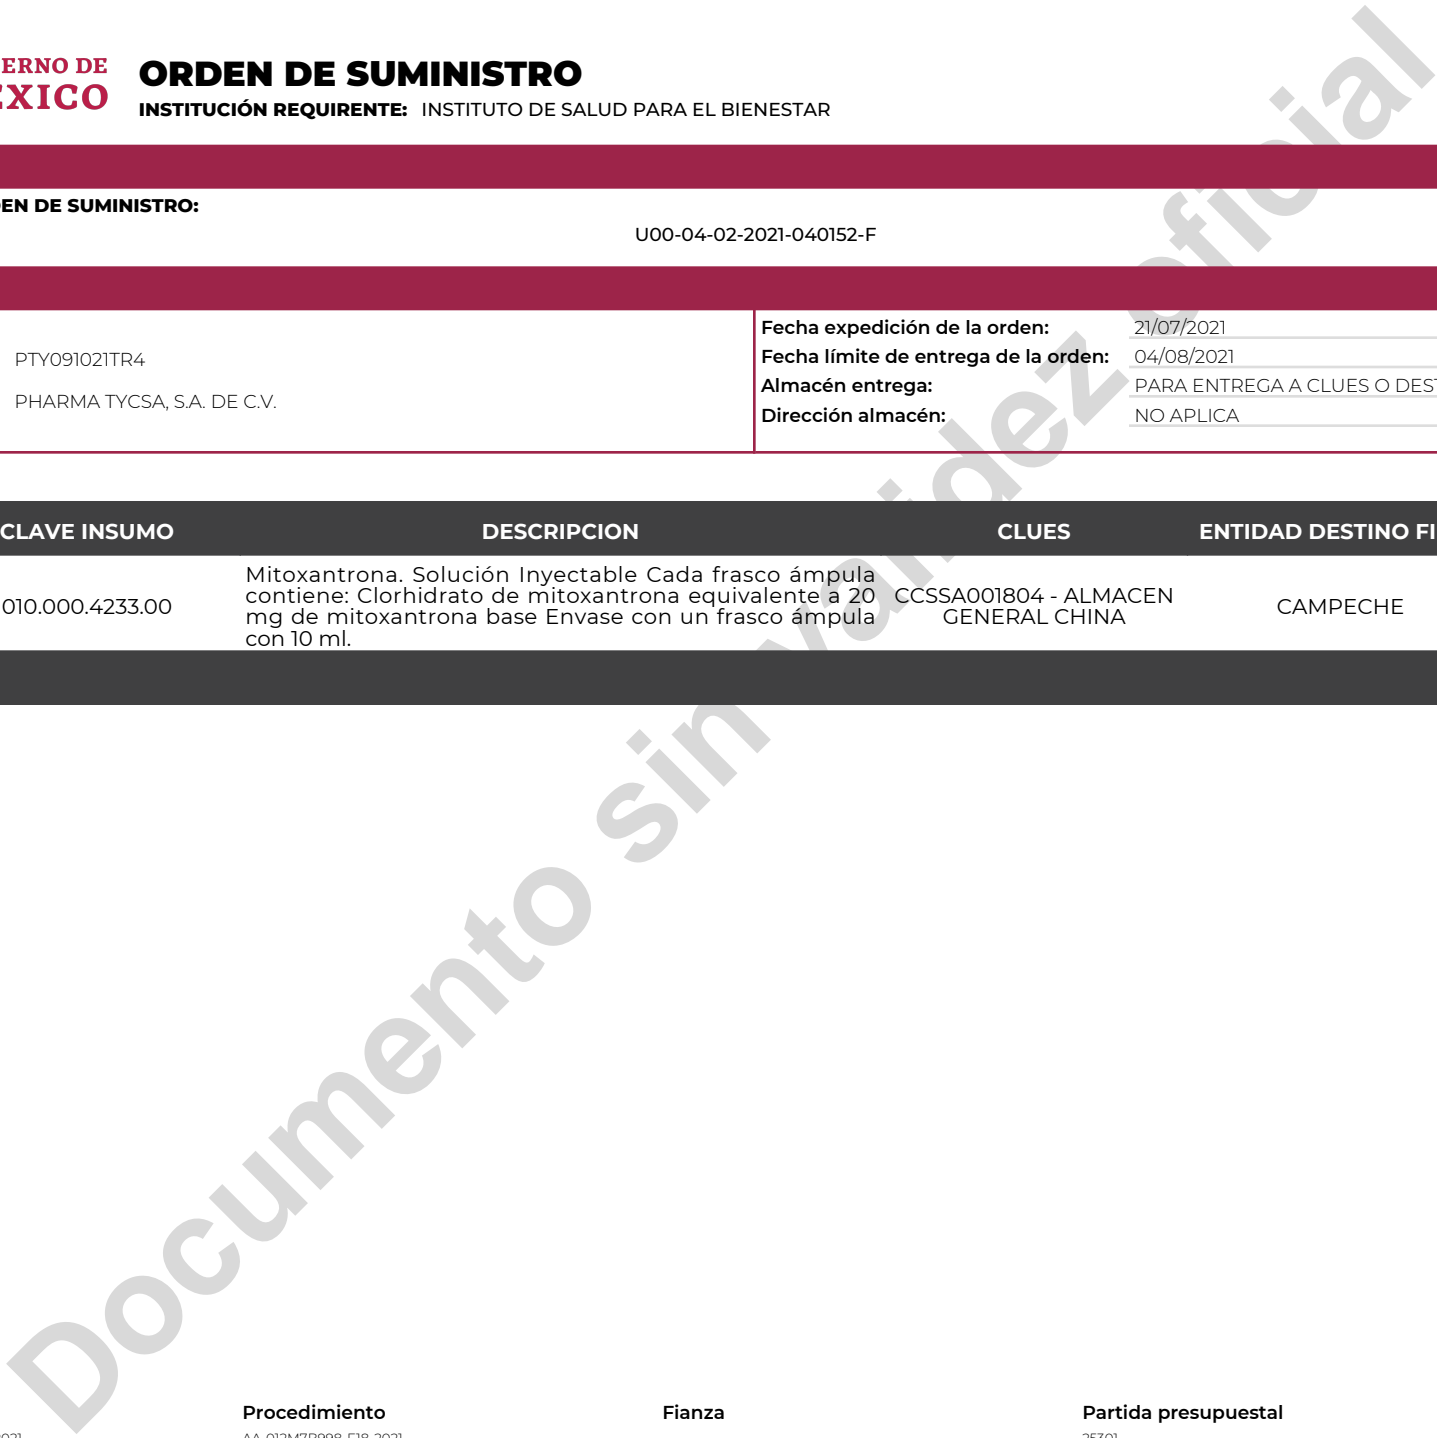 ERNO DE
ÉXICO
ORDEN DE SUMINISTRO
INSTITUCIÓN REQUIRENTE: INSTITUTO DE SALUD PARA EL BIENESTAR
EN DE SUMINISTRO:
U00-04-02-2021-040152-F
PTY091021TR4
PHARMA TYCSA, S.A. DE C.V.
Fecha expedición de la orden: 21/07/2021
Fecha límite de entrega de la orden: 04/08/2021
Almacén entrega: PARA ENTREGA A CLUES O DEST
Dirección almacén: NO APLICA
CLAVE INSUMO DESCRIPCION CLUES ENTIDAD DESTINO FI
010.000.4233.00
Mitoxantrona. Solución Inyectable Cada frasco ámpula
contiene: Clorhidrato de mitoxantrona equivalente a 20
mg de mitoxantrona base Envase con un frasco ámpula
con 10 ml.
CCSSA001804 - ALMACEN
GENERAL CHINA
CAMPECHE
Documento sin validez oficial
Procedimiento Fianza Partida presupuestal